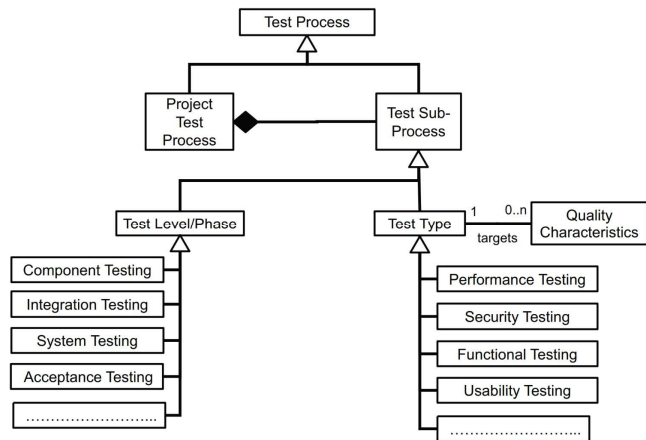 Test Process
Project
Test
Process
Test Sub-
Process
Test Level/Phase
Test Type
1
0..n
targets
Quality
Characteristics
Component Testing
Integration Testing
System Testing
Acceptance Testing
...........................
Performance Testing
Security Testing
Functional Testing
Usability Testing
...........................